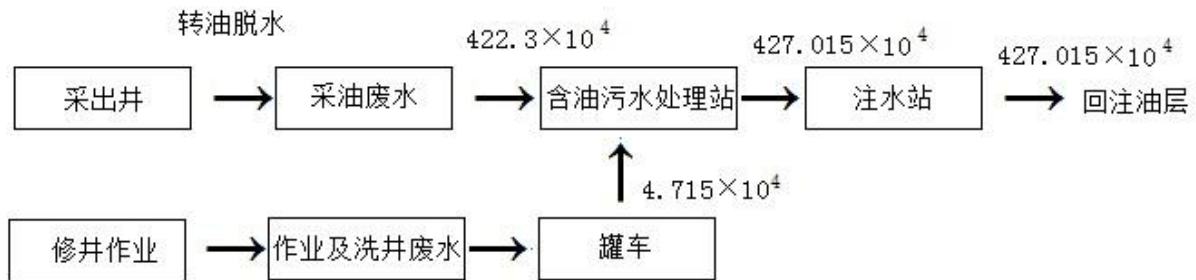 转油脱水
422.3×10⁴
427.015×10⁴
427.015×10⁴
采出井
采油废水
含油污水处理站
注水站
回注油层
4.715×10⁴
修井作业
作业及洗井废水
罐车